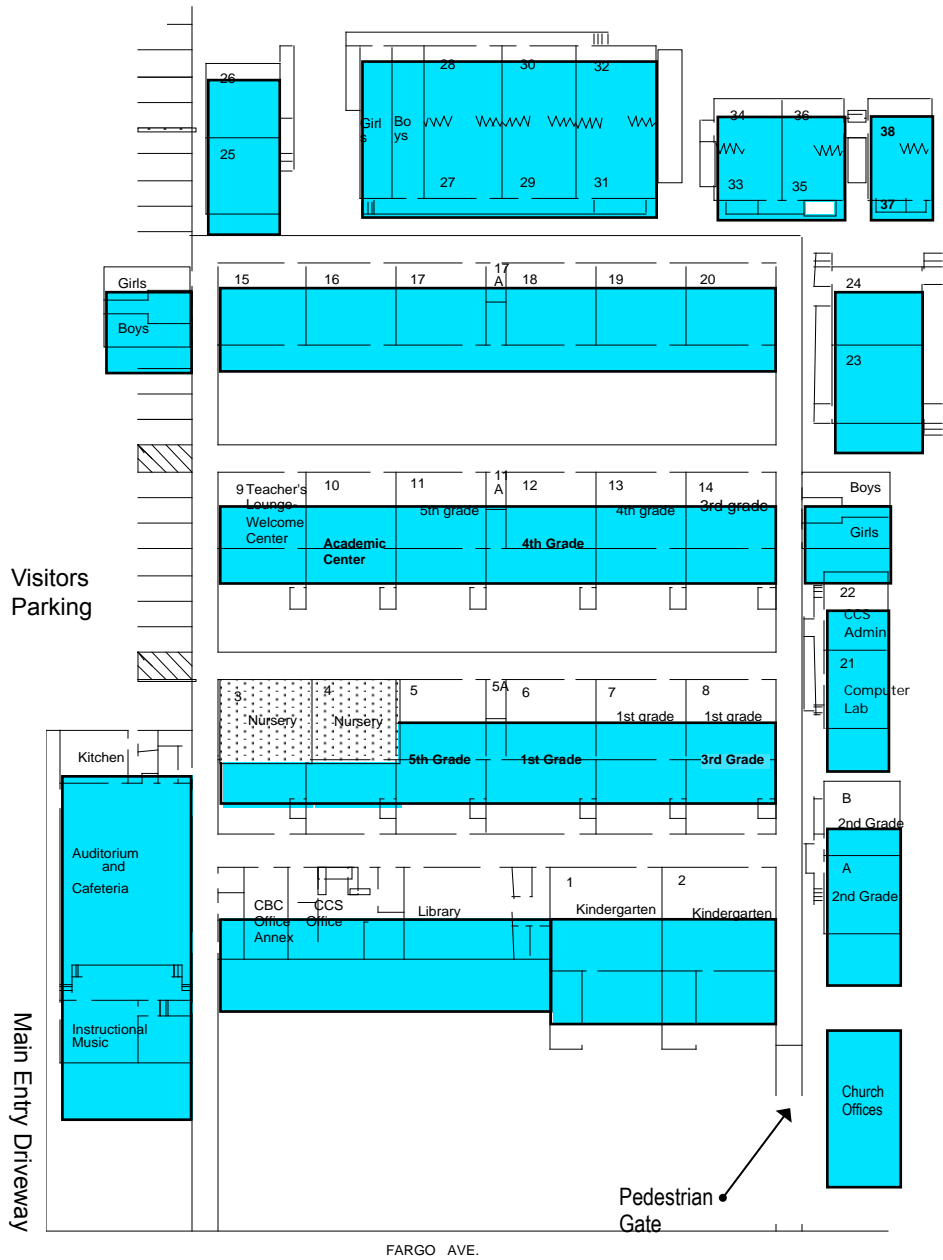 26
25
28
30
32
Girl
s
Bo
ys
27
29
31
34
36
38
33
35
37
Girls
Boys
15
16
17
17
A
18
19
20
24
23
9 Teacher's
Lounge-
Welcome
Center
10
Academic
Center
11
5th grade
11
A
12
4th Grade
13
4th grade
14
3rd grade
Boys
Girls
22
CCS
Admin
21
Computer
Lab
Visitors
Parking
3
Nursery
4
Nursery
5
5th Grade
5A
6
1st Grade
7
1st grade
8
1st grade
3rd Grade
Kitchen
Auditorium
and
Cafeteria
Instructional
Music
B
2nd Grade
A
2nd Grade
CBC
Office
Annex
CCS
Office
Library
1
Kindergarten
2
Kindergarten
Church
Offices
Main Entry Driveway
Pedestrian
Gate
FARGO AVE.